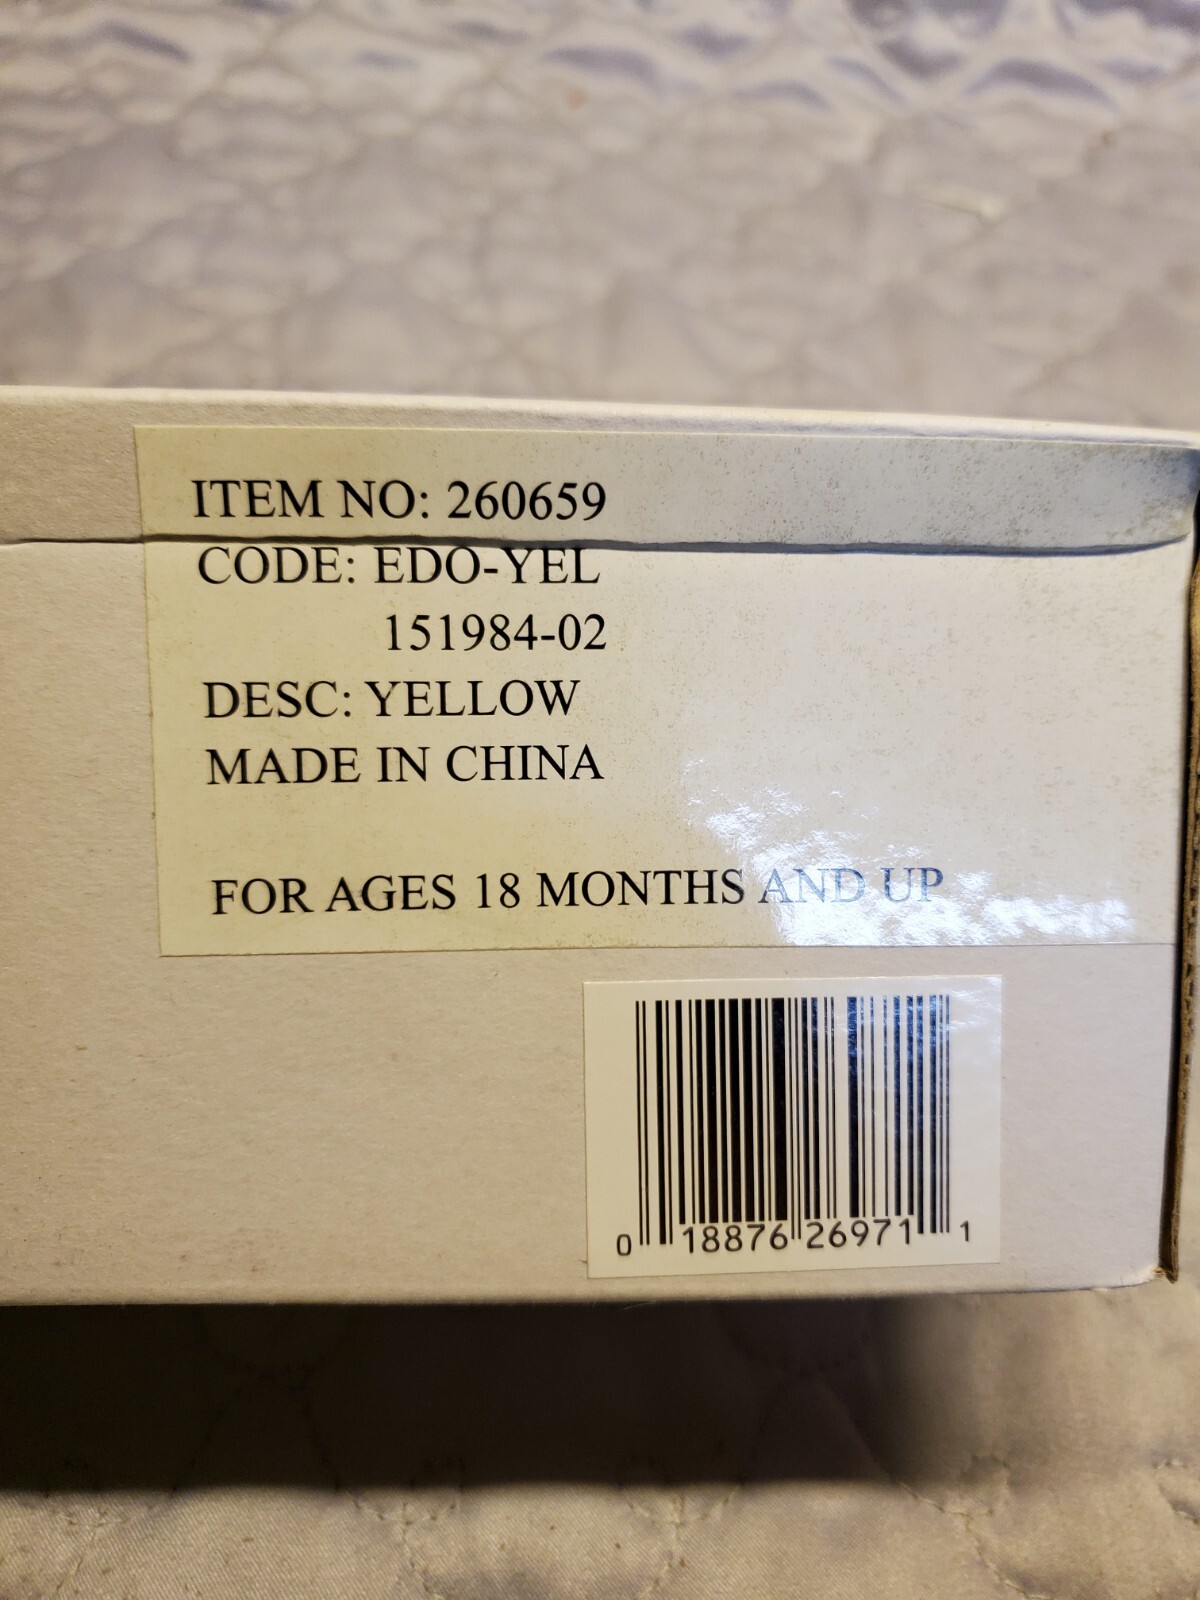 ITEM NO: 260659
CODE: EDO-YEL
151984-02
DESC: YELLOW
MADE IN CHINA
FOR AGES 18 MONTHS AND UP
0 18876 26971 1